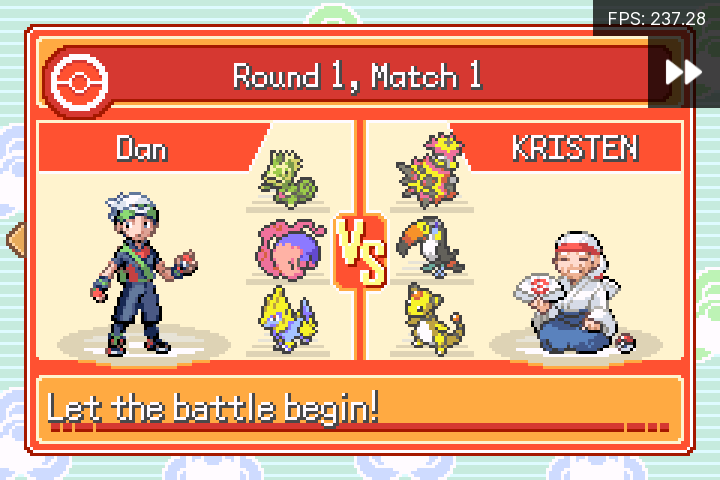 FPS: 237.28
Round 1, Match 1
Dan
KRISTEN
VS
Let the battle begin!